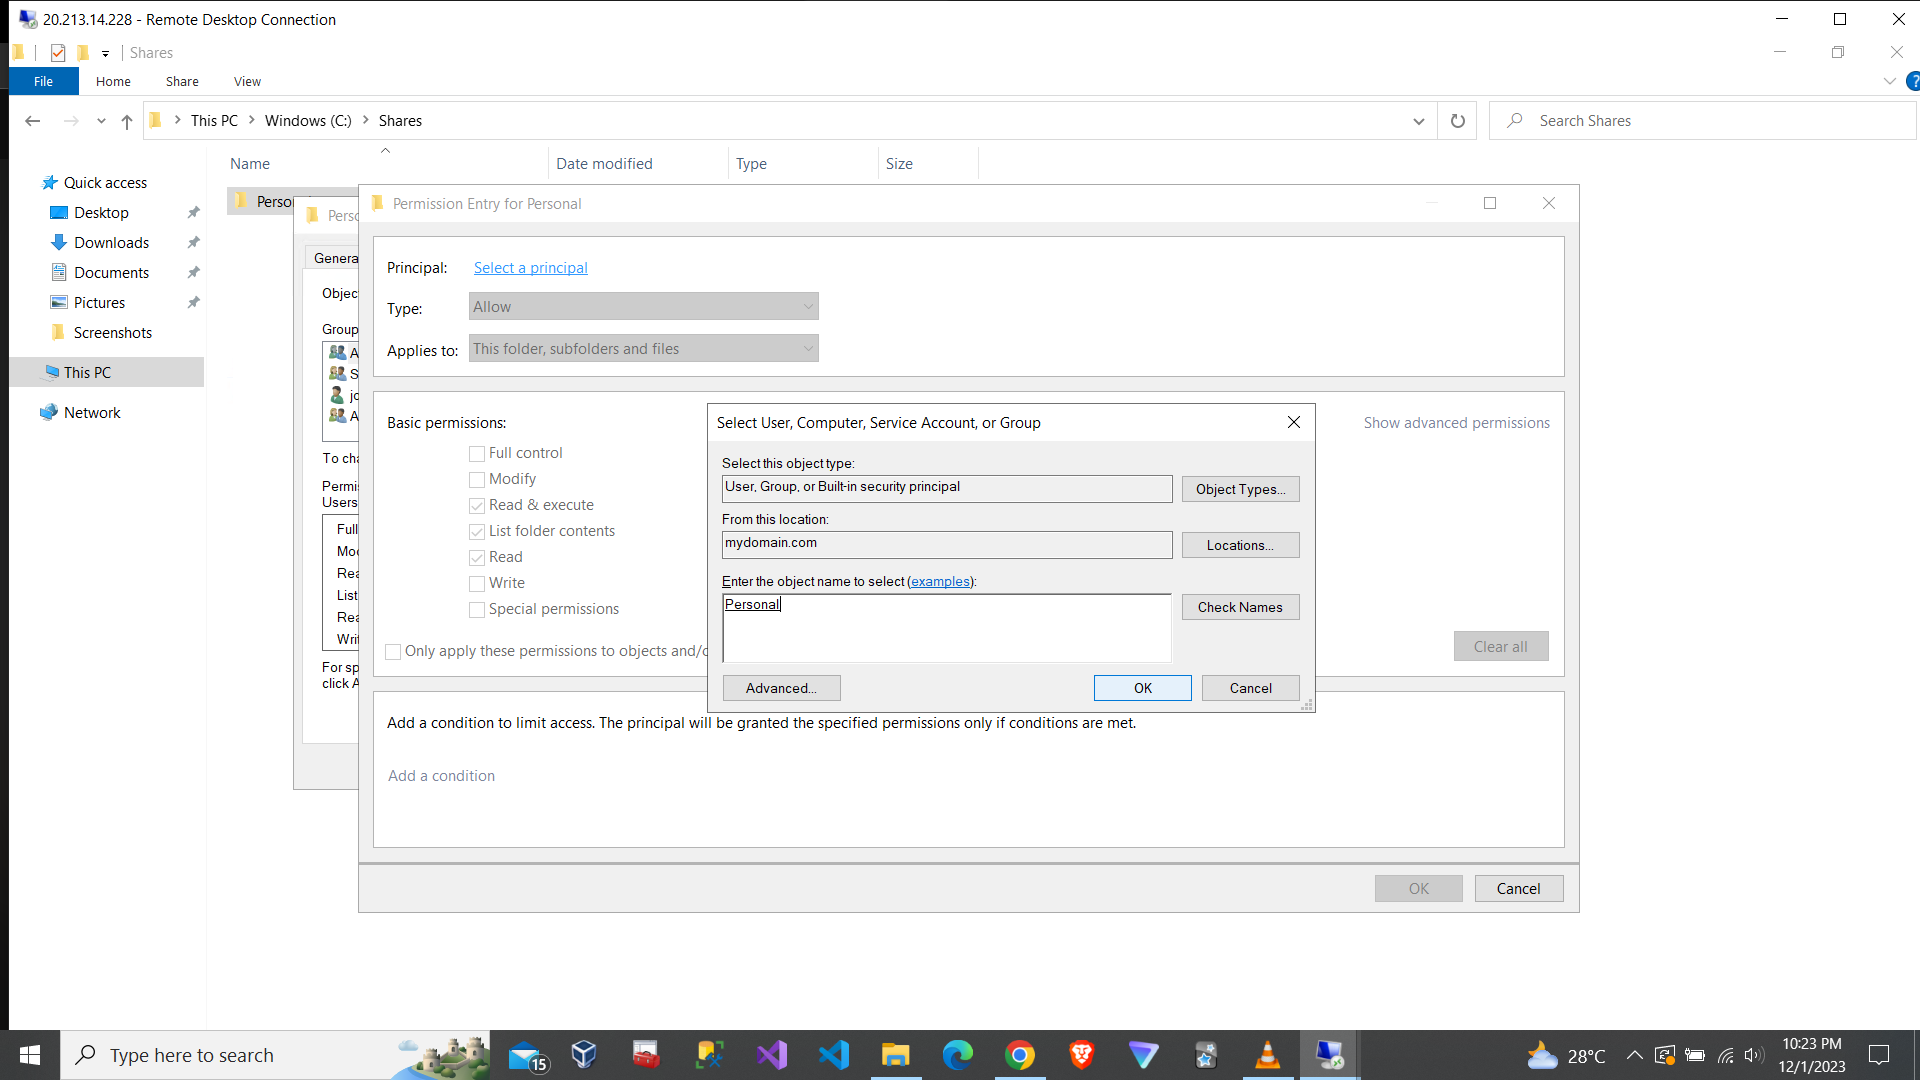 20.213.14.228 - Remote Desktop Connection
Shares
File Home Share View
This PC Windows (C:) Shares
Search Shares
Name Date modified Type Size
Quick access
Desktop
Downloads
Documents
Pictures
Screenshots
This PC
Network
Perso
Perso
Genera
Objec
Group
A
S
jo
A
To cha
Permis
Users
Full
Moc
Rea
List
Rea
Writ
For sp
click A
Permission Entry for Personal
Principal: Select a principal
Type: Allow
Applies to: This folder, subfolders and files
Basic permissions:
Show advanced permissions
Full control
Modify
Read & execute
List folder contents
Read
Write
Special permissions
Only apply these permissions to objects and/c
Clear all
Select User, Computer, Service Account, or Group
Select this object type:
User, Group, or Built-in security principal
Object Types...
From this location:
mydomain.com
Locations...
Enter the object name to select (examples):
Personal
Check Names
Advanced...
OK
Cancel
Add a condition to limit access. The principal will be granted the specified permissions only if conditions are met.
Add a condition
OK
Cancel
Type here to search
15
28°C
10:23 PM
12/1/2023